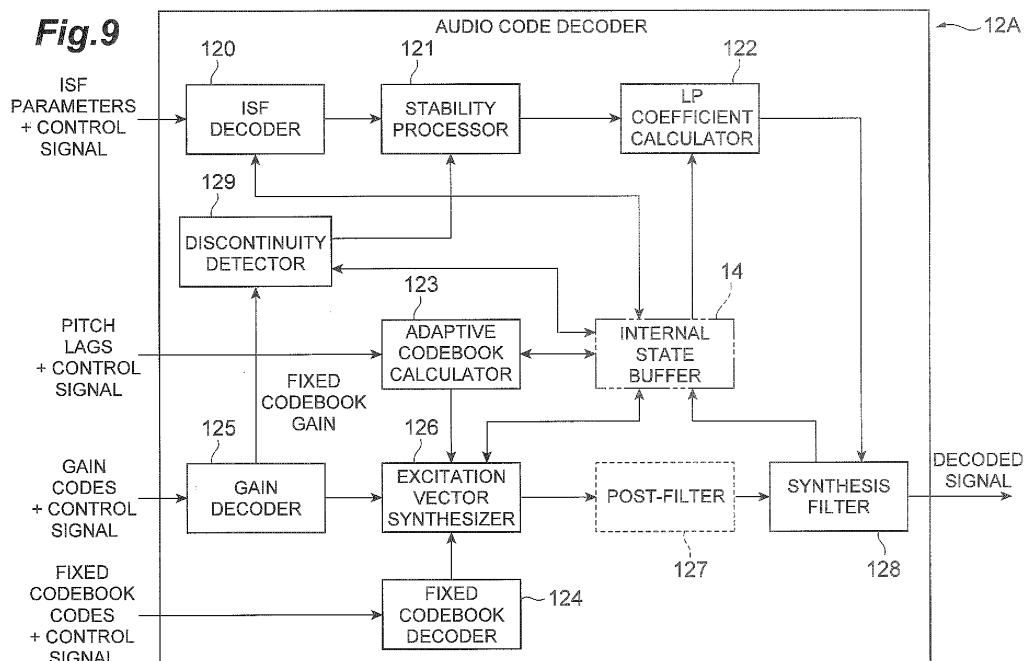 Fig.9
AUDIO CODE DECODER
12A
120
121
122
ISF
PARAMETERS
+ CONTROL
SIGNAL
ISF
DECODER
STABILITY
PROCESSOR
LP
COEFFICIENT
CALCULATOR
129
DISCONTINUITY
DETECTOR
123
14
PITCH
LAGS
+ CONTROL
SIGNAL
ADAPTIVE
CODEBOOK
CALCULATOR
INTERNAL
STATE
BUFFER
FIXED
CODEBOOK
GAIN
125
126
GAIN
CODES
+ CONTROL
SIGNAL
GAIN
DECODER
EXCITATION
VECTOR
SYNTHESIZER
POST-FILTER
SYNTHESIS
FILTER
DECODED
SIGNAL
127
128
FIXED
CODEBOOK
CODES
+ CONTROL
SIGNAL
FIXED
CODEBOOK
DECODER
124